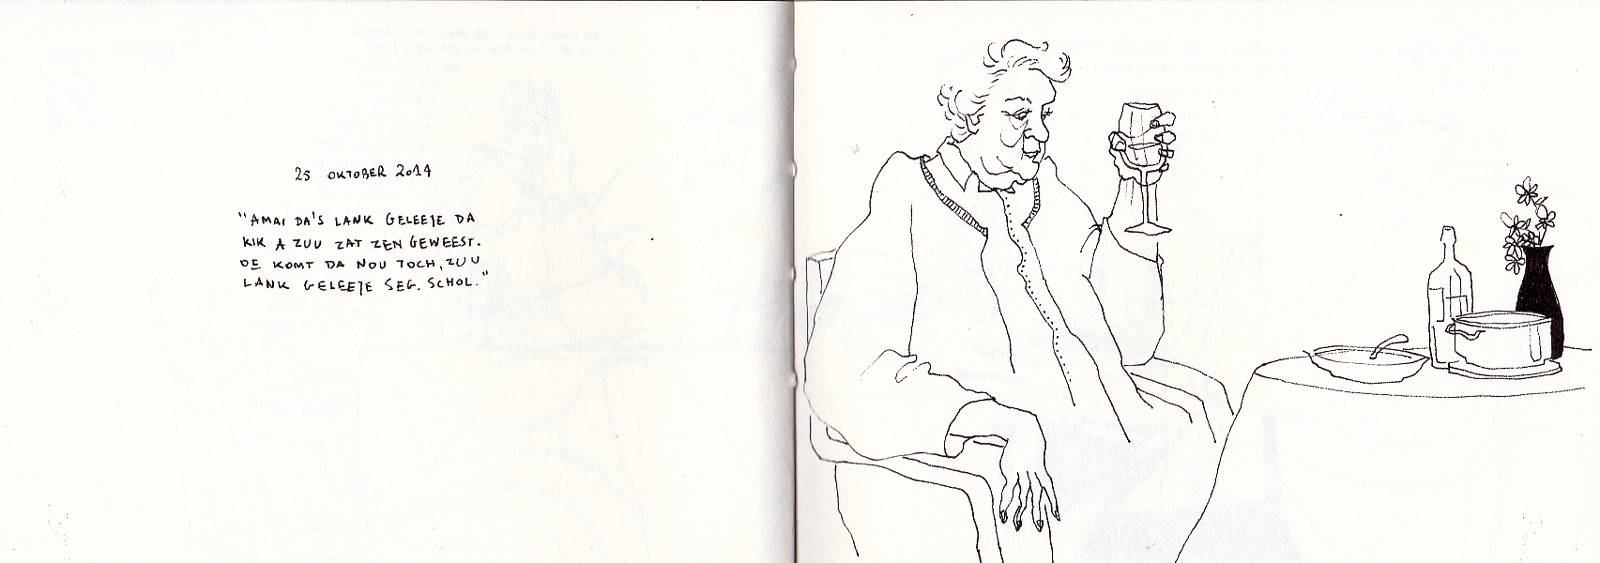 25 OKTOBER 2014
"AMAI DA'S LANK GELEEJE DA
KIK A ZUU ZAT ZEN GEWEEST.
OE KOMT DA NOU TOCH, ZUU
LANK GELEEJE SEG. SCHOL."